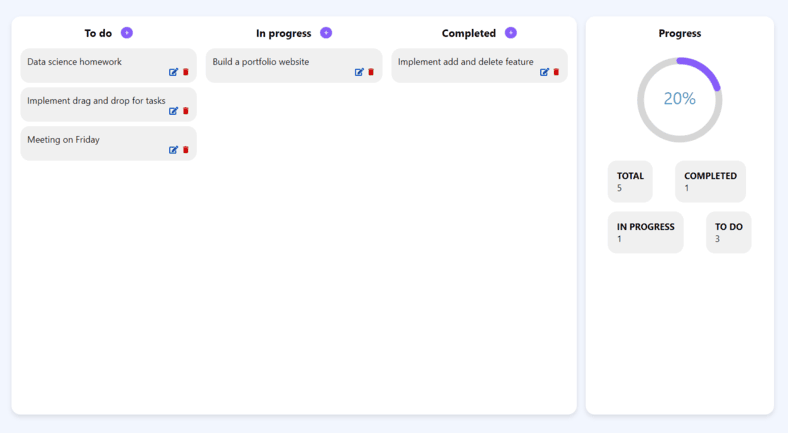 To do +
Data science homework
Implement drag and drop for tasks
Meeting on Friday
In progress +
Build a portfolio website
Completed +
Implement add and delete feature
Progress
20%
TOTAL
5
COMPLETED
1
IN PROGRESS
1
TO DO
3